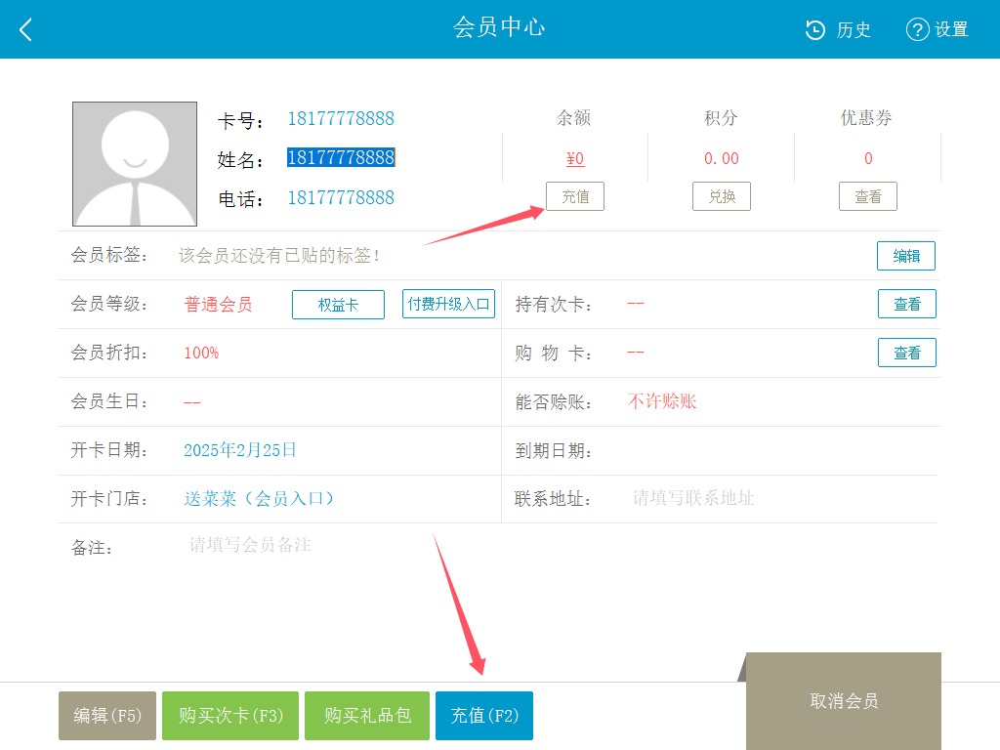 会员中心
历史
? 设置
卡号： 18177778888
姓名： 18177778888
电话： 18177778888
余额 积分 优惠券
¥0 0.00 0
充值 兑换 查看
会员标签： 该会员还没有已贴的标签！ 编辑
会员等级： 普通会员 权益卡 付费升级入口 持有次卡： -- 查看
会员折扣： 100% 购 物 卡： -- 查看
会员生日： -- 能否赊账： 不许赊账
开卡日期： 2025年2月25日 到期日期：
开卡门店： 送菜菜（会员入口） 联系地址： 请填写联系地址
备注： 请填写会员备注
编辑(F5) 购买次卡(F3) 购买礼品包 充值(F2) 取消会员